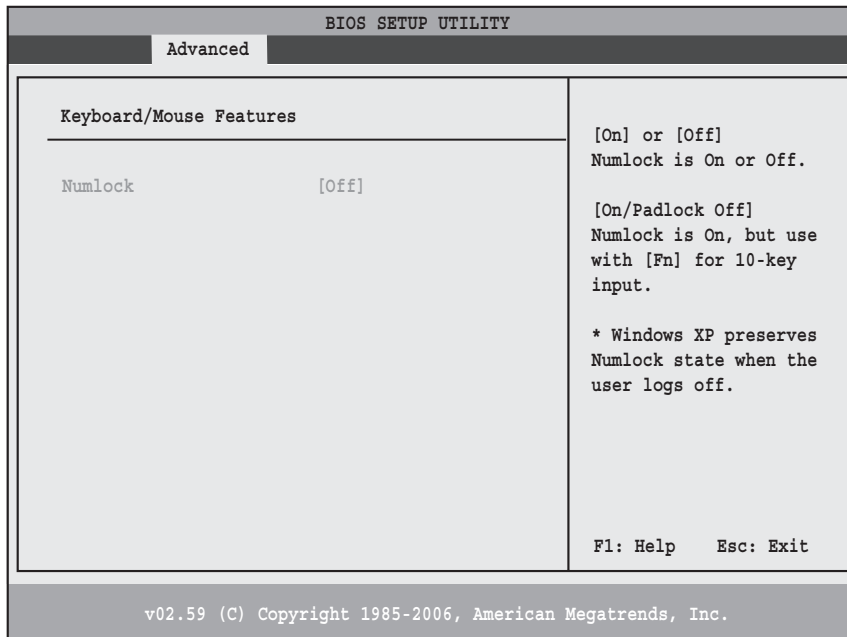 BIOS SETUP UTILITY
Advanced
Keyboard/Mouse Features
Numlock [Off]
[On] or [Off]
Numlock is On or Off.
[On/Padlock Off]
Numlock is On, but use
with [Fn] for 10-key
input.
* Windows XP preserves
Numlock state when the
user logs off.
F1: Help Esc: Exit
v02.59 (C) Copyright 1985-2006, American Megatrends, Inc.